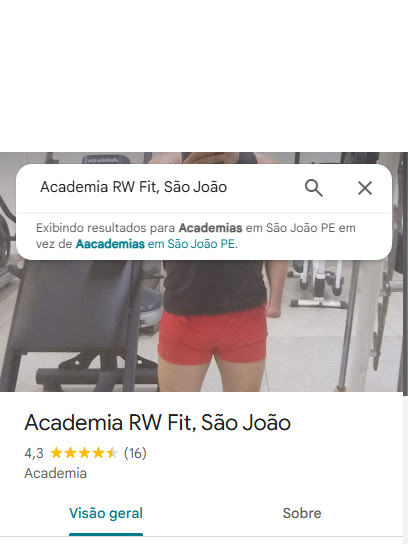 Academia RW Fit, São João
Exibindo resultados para Academias em São João PE em
vez de Aacademias em São João PE.
Academia RW Fit, São João
4,3 (16)
Academia
Visão geral
Sobre